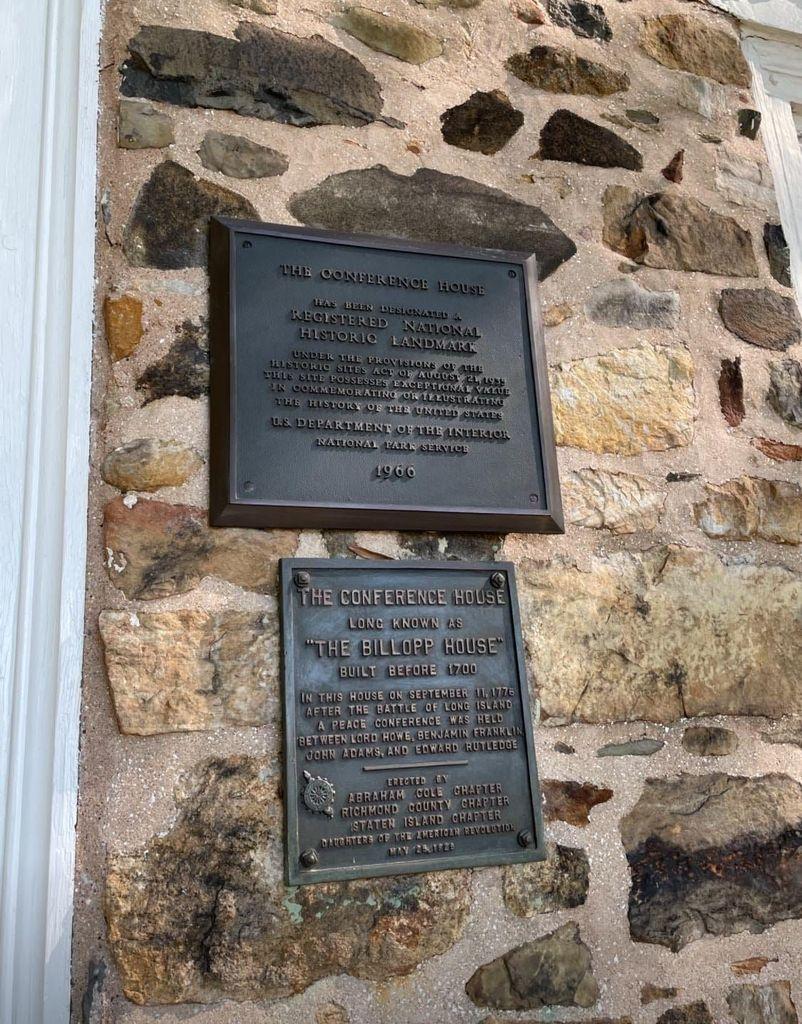 THE CONFERENCE HOUSE
HAS BEEN DESIGNATED A
REGISTERED NATIONAL
HISTORIC LANDMARK
UNDER THE PROVISIONS OF THE
HISTORIC SITES ACT OF AUGUST 21, 1935
THIS SITE POSSESSES EXCEPTIONAL VALUE
IN COMMEMORATING OR ILLUSTRATING
THE HISTORY OF THE UNITED STATES
U.S. DEPARTMENT OF THE INTERIOR
NATIONAL PARK SERVICE
1966
THE CONFERENCE HOUSE
LONG KNOWN AS
"THE BILLOPP HOUSE"
BUILT BEFORE 1700
IN THIS HOUSE ON SEPTEMBER 11, 1776
AFTER THE BATTLE OF LONG ISLAND
A PEACE CONFERENCE WAS HELD
BETWEEN LORD HOWE, BENJAMIN FRANKLIN
JOHN ADAMS, AND EDWARD RUTLEDGE
ERECTED BY
ABRAHAM COLE CHAPTER
RICHMOND COUNTY CHAPTER
STATEN ISLAND CHAPTER
DAUGHTERS OF THE AMERICAN REVOLUTION
MAY